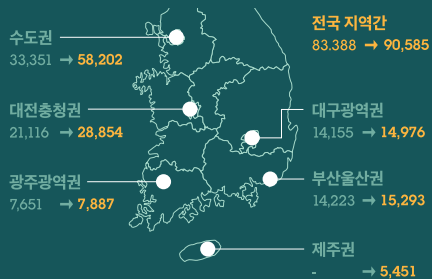 전국 지역간
83.388 → 90,585
수도권
33,351 → 58,202
대전충청권
21,116 → 28,854
광주광역권
7,651 → 7,887
대구광역권
14,155 → 14,976
부산울산권
14,223 → 15,293
제주권
- → 5,451